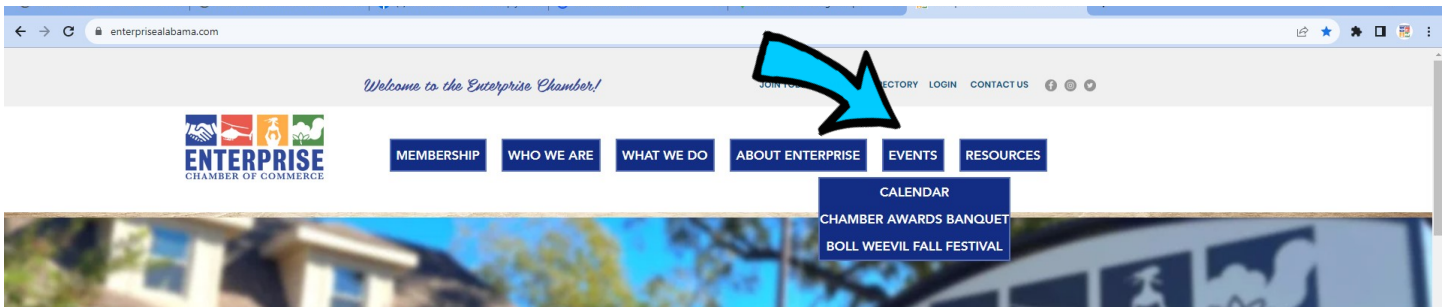 enterprisealabama.com
Welcome to the Enterprise Chamber!
LOGIN CONTACT US
ENTERPRISE
CHAMBER OF COMMERCE
MEMBERSHIP WHO WE ARE WHAT WE DO ABOUT ENTERPRISE EVENTS RESOURCES
CALENDAR
CHAMBER AWARDS BANQUET
BOLL WEEVIL FALL FESTIVAL